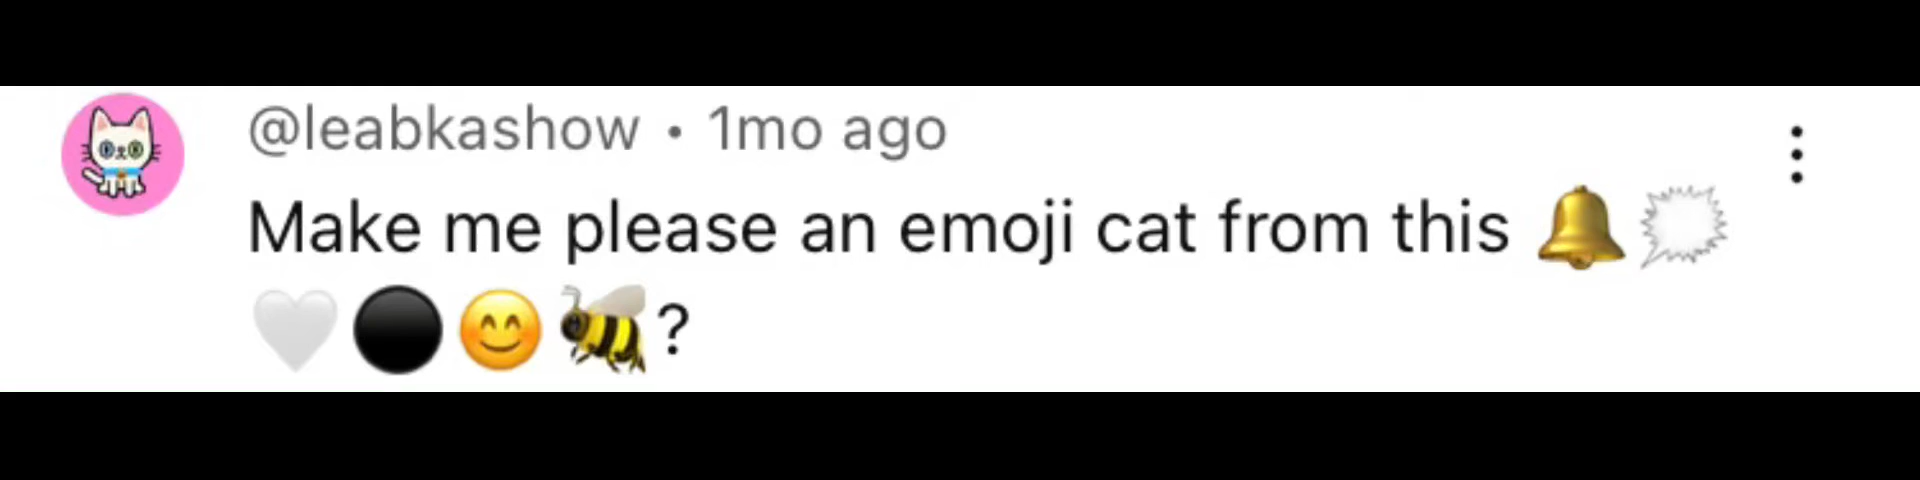 @leabkashow • 1mo ago
Make me please an emoji cat from this 🔔🗯️
🤍⚫😊🐝?